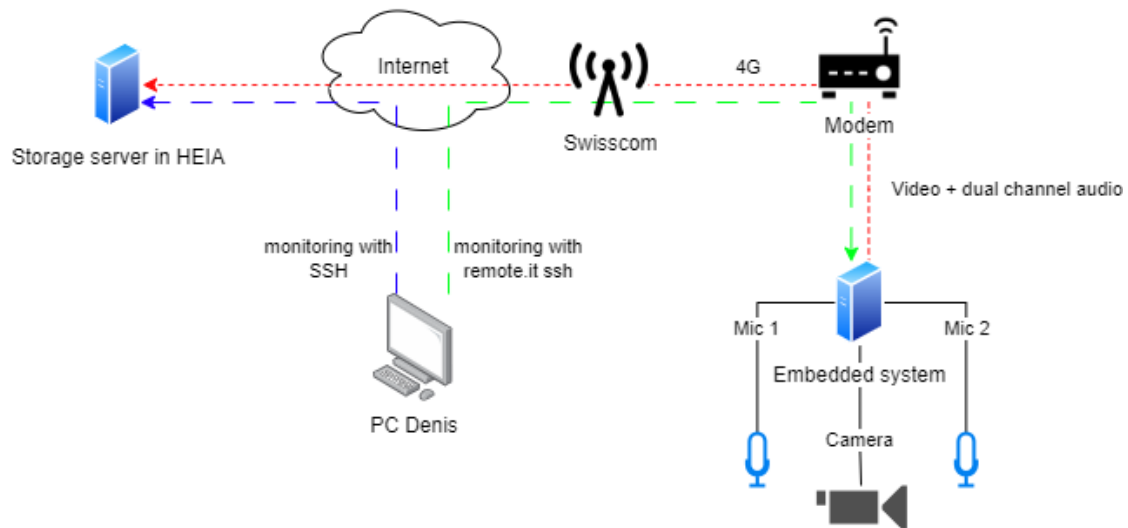 Internet
4G
Swisscom
Modem
Storage server in HEIA
Video + dual channel audio
monitoring with
SSH
monitoring with
remote.it ssh
Mic 1
Mic 2
Embedded system
PC Denis
Camera